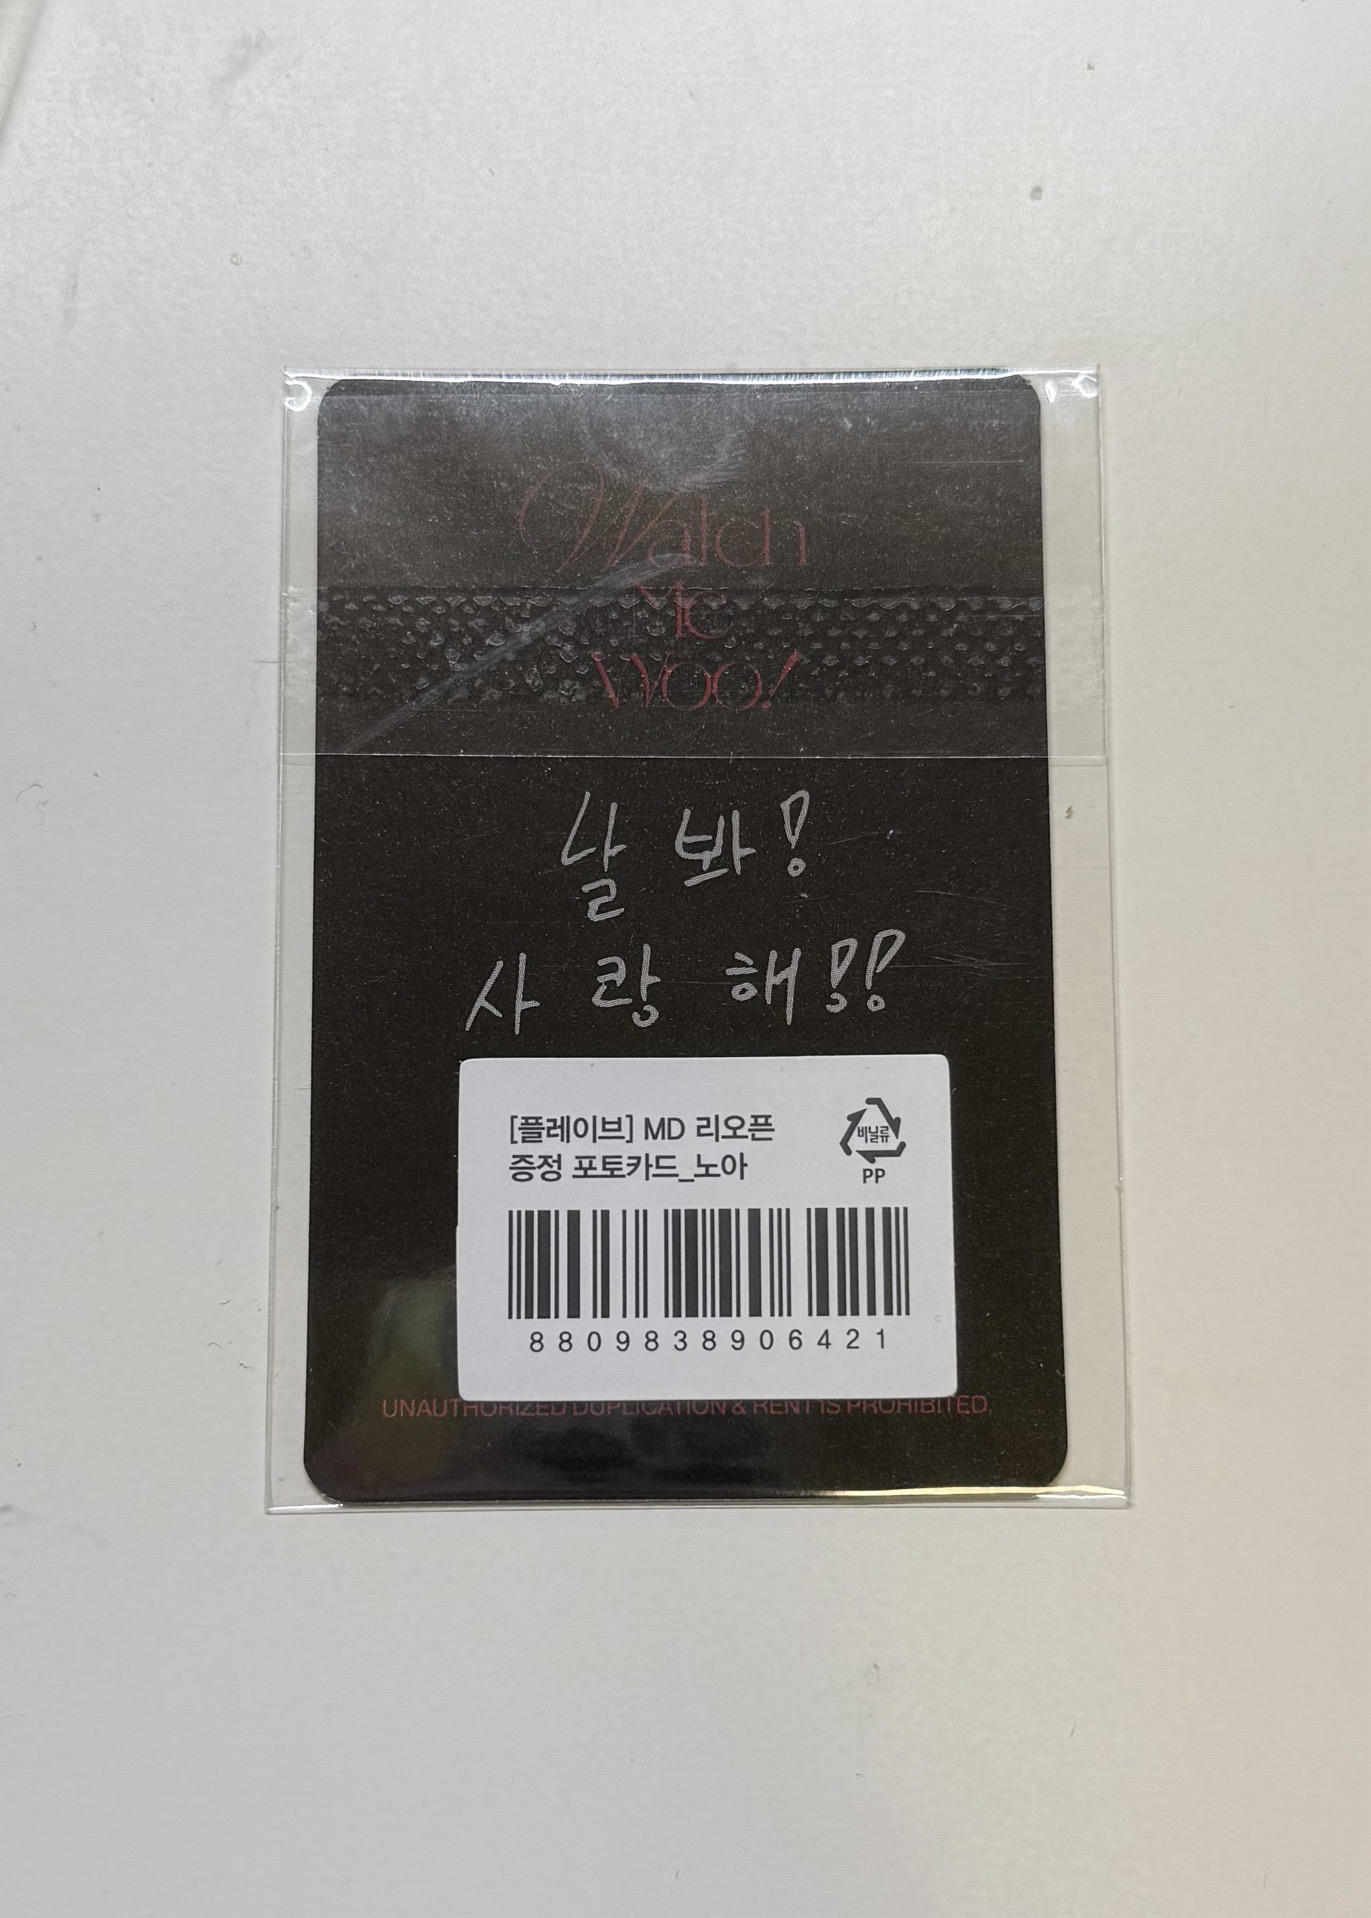 Watch
Me
Woo!
날 봐!
사랑해!!
[플레이브] MD 리오픈
증정 포토카드_노아
비닐류
PP
8809838906421
UNAUTHORIZED DUPLICATION & RENT IS PROHIBITED.